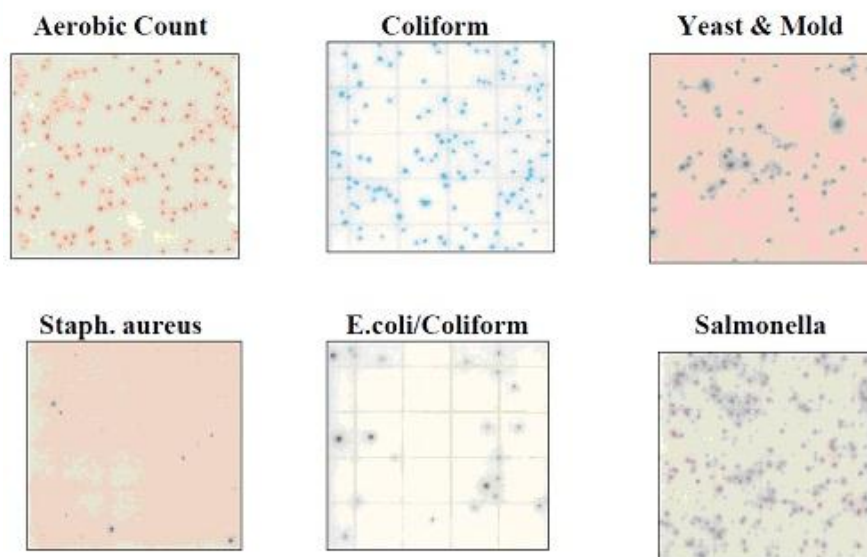 Aerobic Count
Coliform
Yeast & Mold
Staph. aureus
E.coli/Coliform
Salmonella